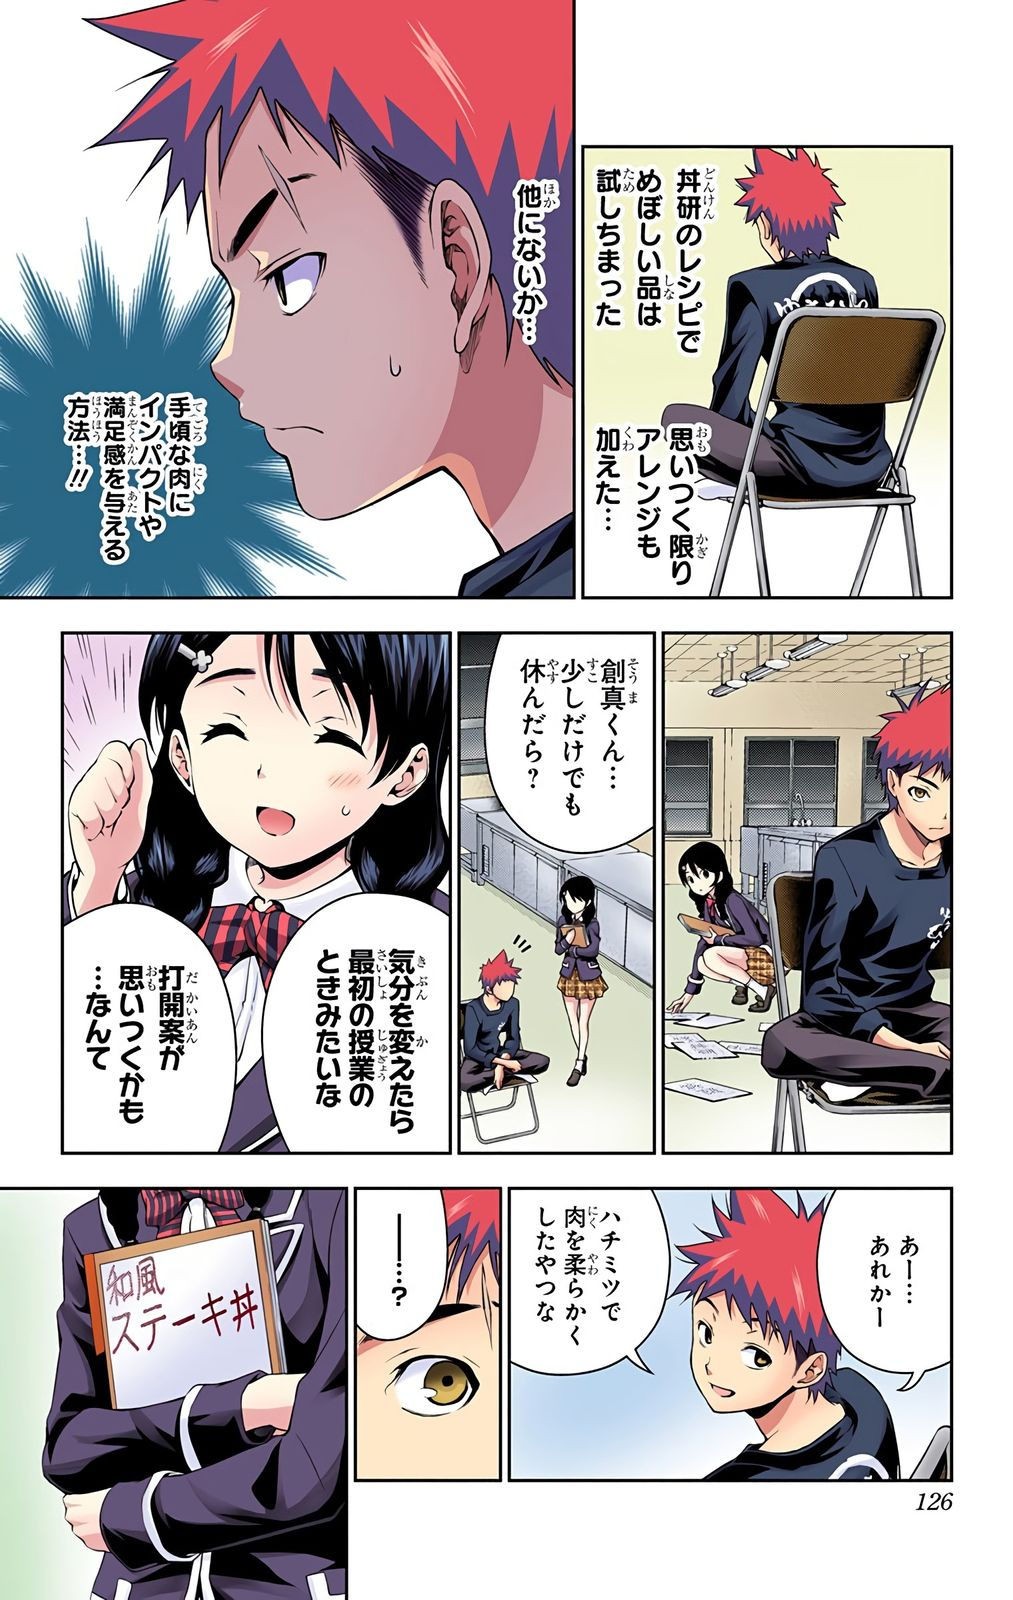 丼研のレシピで
めぼしい品は
試しちまった
思いつく限り
アレンジも
加えた…
他にないか…
手頃な肉に
インパクトや
満足感を与える
方法…!!
創真くん…
少しだけでも
休んだら？
気分を変えたら
最初の授業の
ときみたいな
打開案が
思いつくかも
…なんて
あー…
あれかー
ハチミツで
肉を柔らかく
したやつな
ー……？
和風
ステーキ丼
126